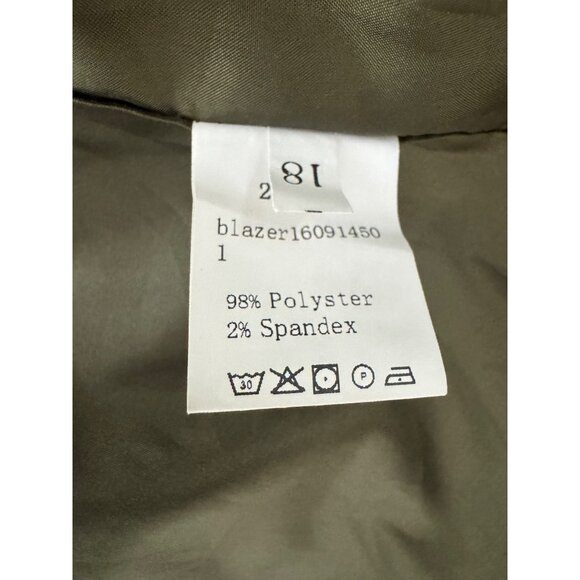 18
2
blazer16091450
1
98% Polyster
2% Spandex
30 P